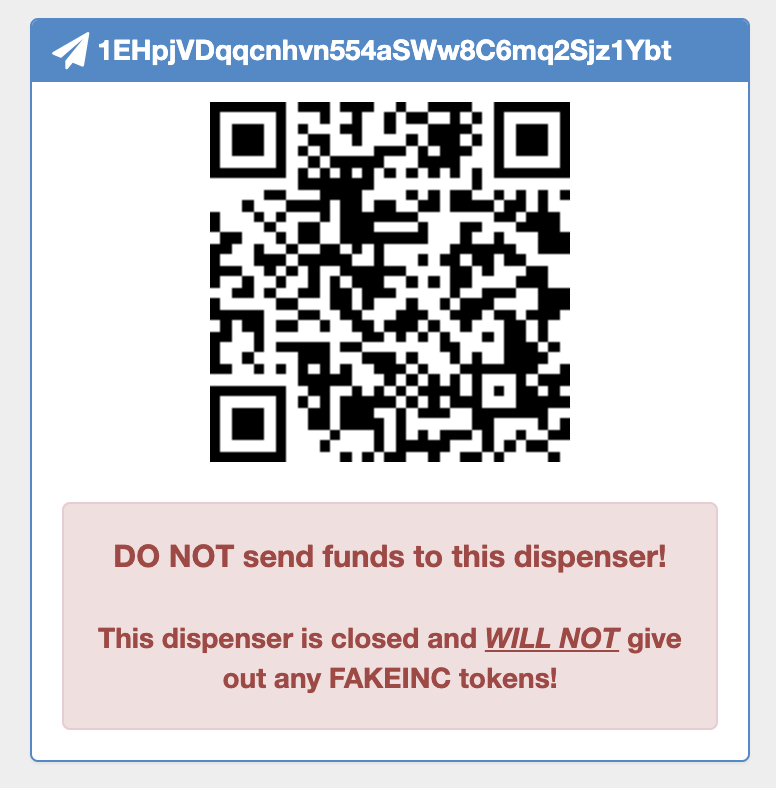 1EHpjVDqqcnhvn554aSWw8C6mq2Sjz1Ybt
DO NOT send funds to this dispenser!
This dispenser is closed and WILL NOT give
out any FAKEINC tokens!